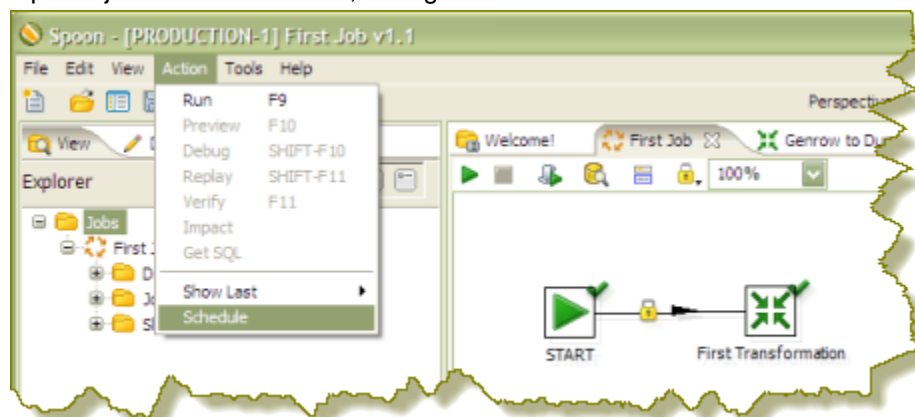 Spoon - [PRODUCTION-1] First Job v1.1
File Edit View Action Tools Help
Perspective
View
Welcome! First Job Genrow to Du
Explorer
100%
Run F9
Preview F10
Debug SHIFT-F10
Replay SHIFT-F11
Verify F11
Impact
Get SQL
Show Last
Schedule
Jobs
First J
START First Transformation